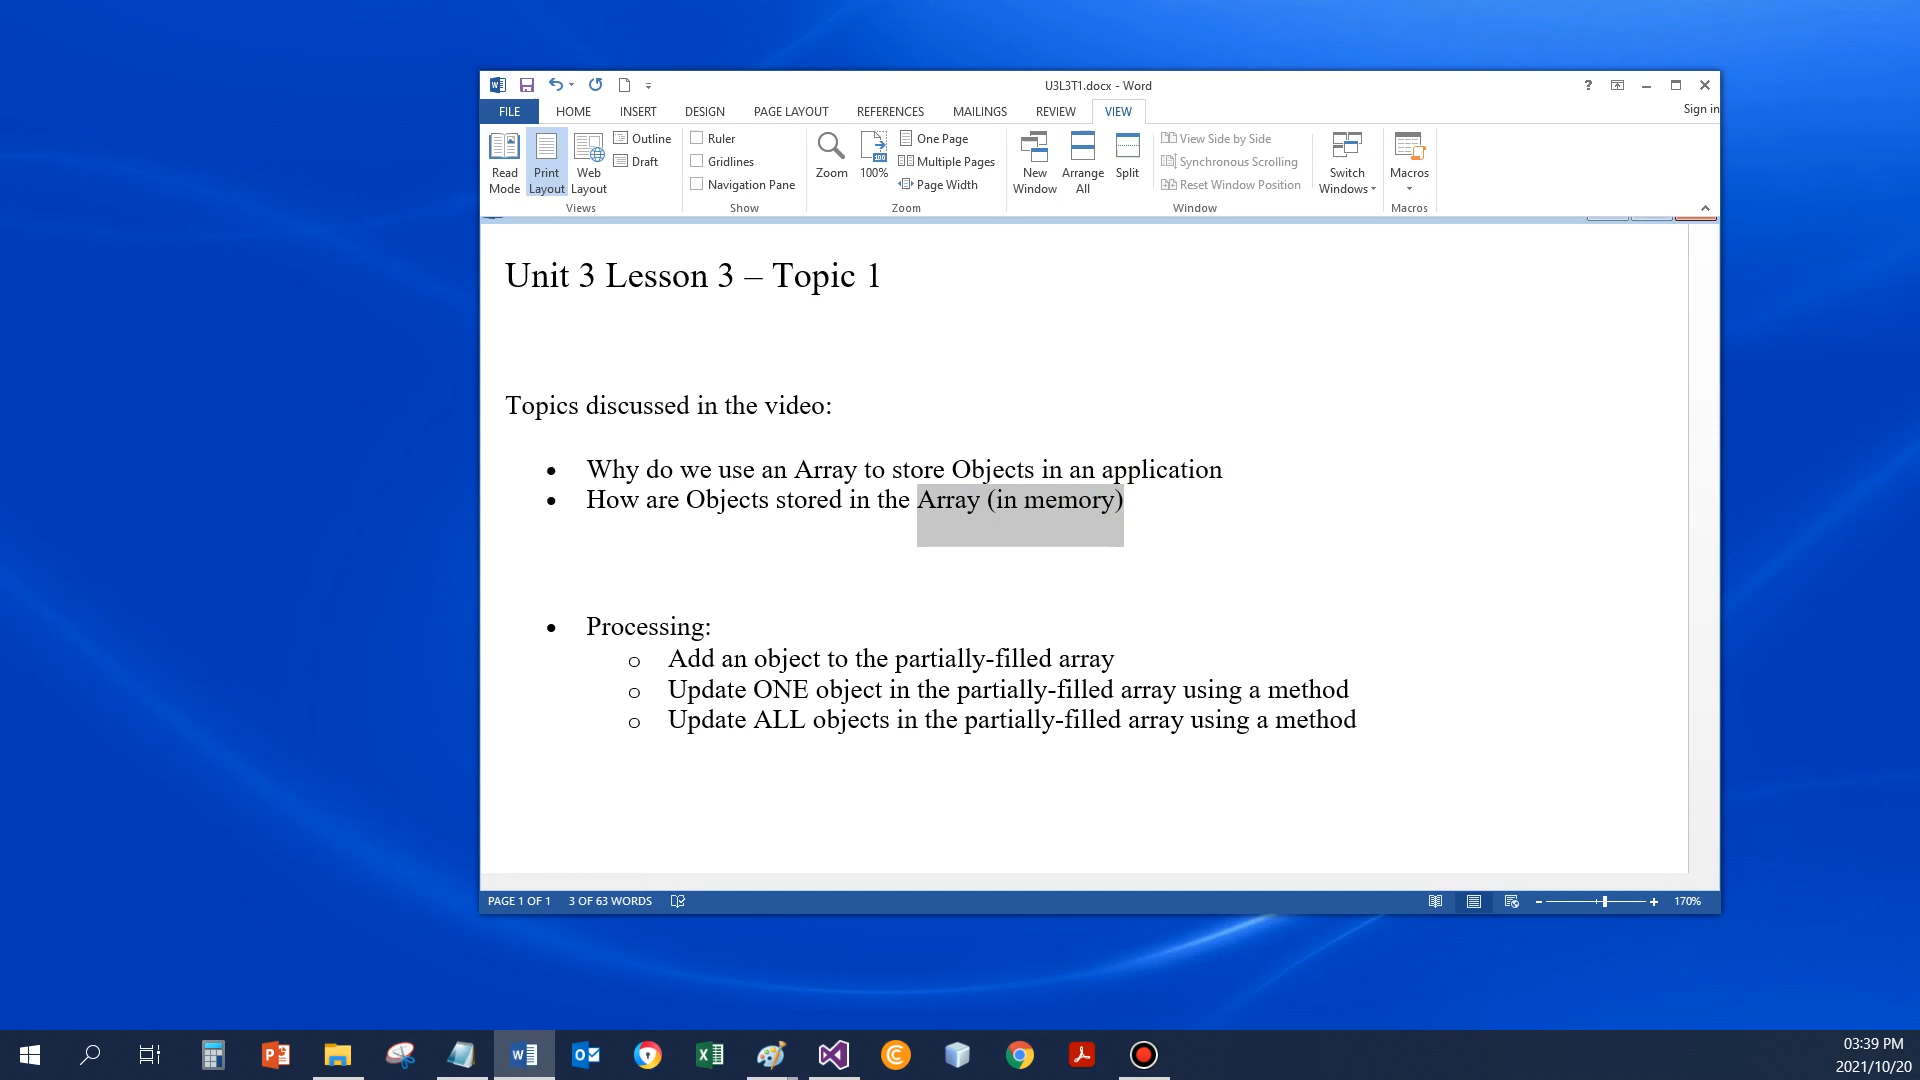 U3L3T1.docx - Word
FILE HOME INSERT DESIGN PAGE LAYOUT REFERENCES MAILINGS REVIEW VIEW Sign in
Read Mode
Print Layout
Web Layout
Outline
Draft
Views
Ruler
Gridlines
Navigation Pane
Show
Zoom
100%
One Page
Multiple Pages
Page Width
Zoom
New Window
Arrange All
Split
View Side by Side
Synchronous Scrolling
Reset Window Position
Window
Switch Windows
Macros
Macros
Unit 3 Lesson 3 – Topic 1
Topics discussed in the video:
• Why do we use an Array to store Objects in an application
• How are Objects stored in the Array (in memory)
• Processing:
o Add an object to the partially-filled array
o Update ONE object in the partially-filled array using a method
o Update ALL objects in the partially-filled array using a method
PAGE 1 OF 1 3 OF 63 WORDS 170%
03:39 PM
2021/10/20